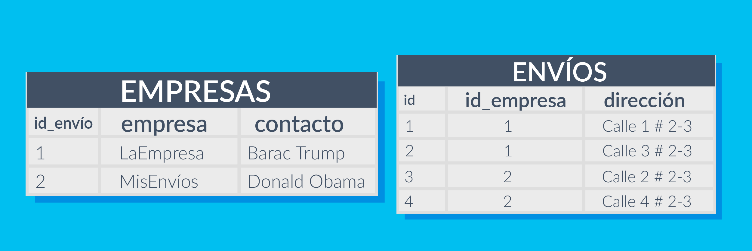 EMPRESAS
id_envío empresa contacto
1 LaEmpresa Barac Trump
2 MisEnvíos Donald Obama
ENVÍOS
id id_empresa dirección
1 1 Calle 1 # 2-3
2 1 Calle 3 # 2-3
3 2 Calle 2 # 2-3
4 2 Calle 4 # 2-3